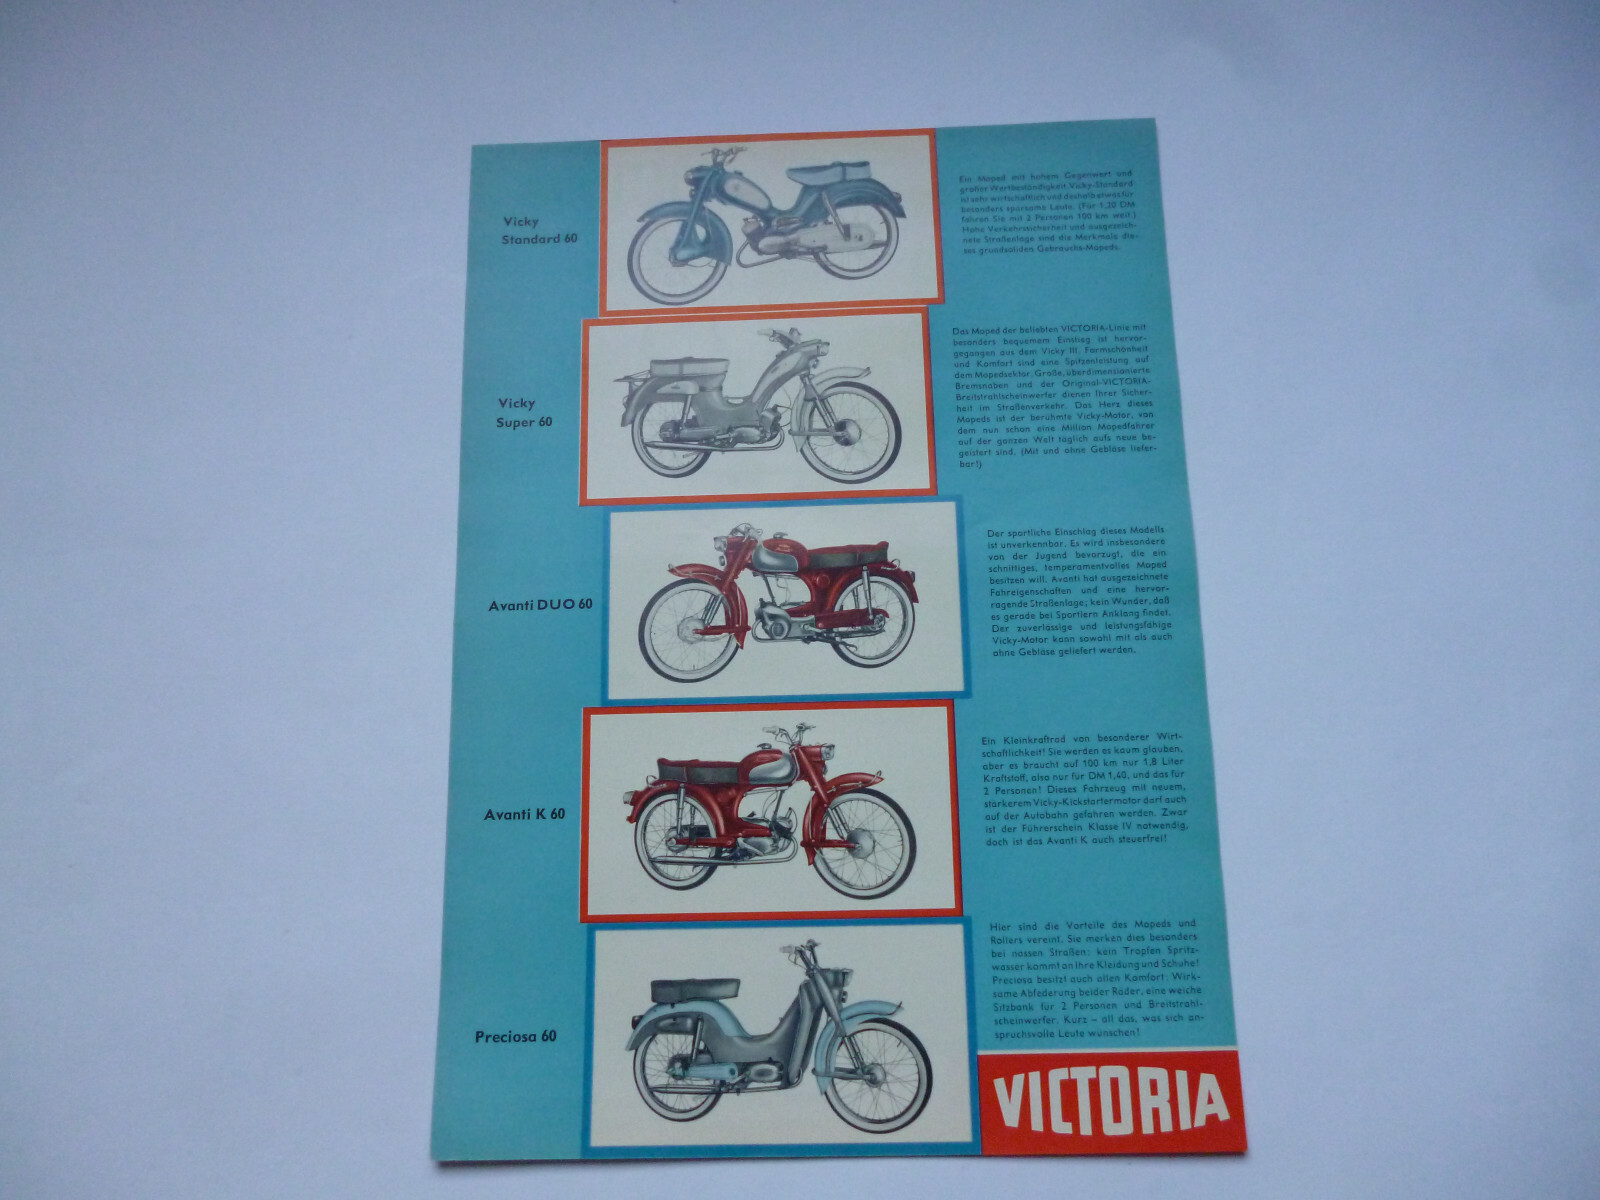 Vicky
Standard 60
Ein Moped mit hohem Gegenwert und
großer Wertbeständigkeit. Vicky-Standard
ist sehr wirtschaftlich und deshalb etwas für
besonders sparsame Leute. (Für 1,20 DM
fahren Sie mit 2 Personen 100 km weit.)
Hohe Verkehrssicherheit und ausgezeich-
nete Straßenlage sind die Merkmale die-
ses grundsoliden Gebrauchs-Mopeds.
Vicky
Super 60
Das Moped der beliebten VICTORIA-Linie mit
besonders bequemem Einstieg ist hervor-
gegangen aus dem Vicky III. Formschönheit
und Komfort sind eine Spitzenleistung auf
dem Mopedsektor. Große, überdimensionierte
Bremsnaben und der Original-VICTORIA-
Breitstrahlscheinwerfer dienen Ihrer Sicher-
heit im Straßenverkehr. Das Herz dieses
Mopeds ist der berühmte Vicky-Motor, von
dem nun schon eine Million Mopedfahrer
auf der ganzen Welt täglich aufs neue be-
geistert sind. (Mit und ohne Gebläse liefer-
bar!)
Avanti DUO 60
Der sportliche Einschlag dieses Modells
ist unverkennbar. Es wird insbesondere
von der Jugend bevorzugt, die ein
schnittiges, temperamentvolles Moped
besitzen will. Avanti hat ausgezeichnete
Fahreigenschaften und eine hervor-
ragende Straßenlage; kein Wunder, daß
es gerade bei Sportlern Anklang findet.
Der zuverlässige und leistungsfähige
Vicky-Motor kann sowohl mit als auch
ohne Gebläse geliefert werden.
Avanti K 60
Ein Kleinkraftrad von besonderer Wirt-
schaftlichkeit! Sie werden es kaum glauben,
aber es braucht auf 100 km nur 1,8 Liter
Kraftstoff, also nur für DM 1,40, und das für
2 Personen! Dieses Fahrzeug mit neuem,
stärkerem Vicky-Kickstartermotor darf auch
auf der Autobahn gefahren werden. Zwar
ist der Führerschein Klasse IV notwendig,
doch ist das Avanti K auch steuerfrei!
Preciosa 60
Hier sind die Vorteile des Mopeds und
Rollers vereint. Sie merken dies besonders
bei nassen Straßen: kein Tropfen Spritz-
wasser kommt an Ihre Kleidung und Schuhe!
Preciosa besitzt auch allen Komfort: Wirk-
same Abfederung beider Räder, eine weiche
Sitzbank für 2 Personen und Breitstrahl-
scheinwerfer. Kurz – all das, was sich an-
spruchsvolle Leute wünschen!
VICTORIA